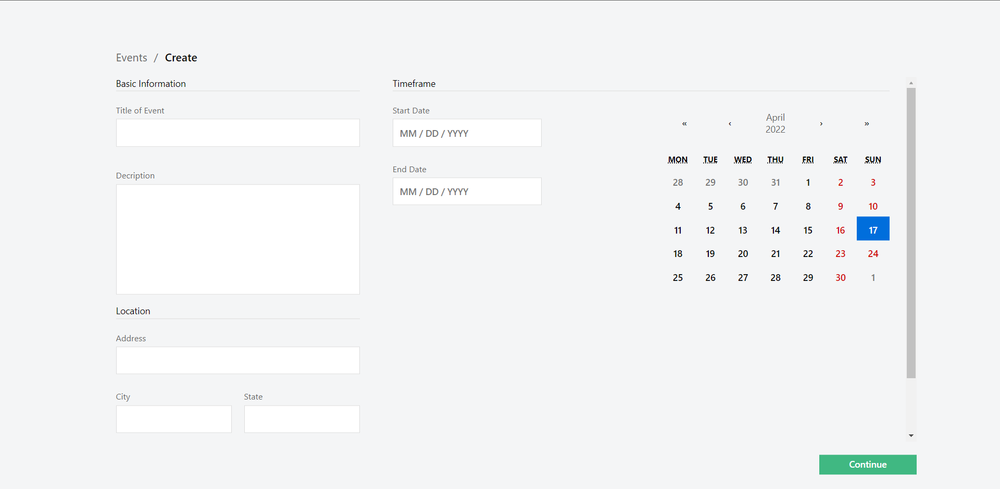 Events / Create
Basic Information
Title of Event
Decription
Location
Address
City State
Timeframe
Start Date
MM / DD / YYYY
End Date
MM / DD / YYYY
« ‹ April 2022 › »
MON TUE WED THU FRI SAT SUN
28 29 30 31 1 2 3
4 5 6 7 8 9 10
11 12 13 14 15 16 17
18 19 20 21 22 23 24
25 26 27 28 29 30 1
Continue